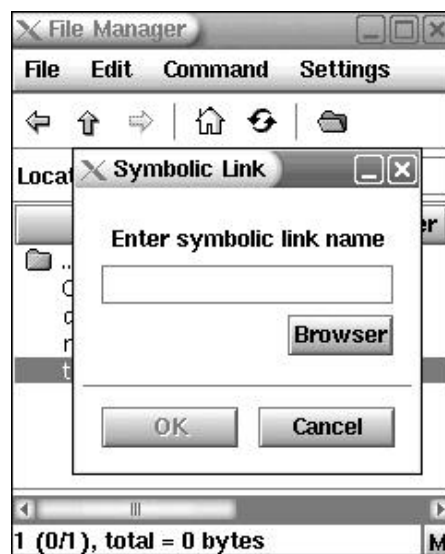 File Manager
File Edit Command Settings
Locat
Symbolic Link
Enter symbolic link name
..
Browser
OK Cancel
1 (0/1), total = 0 bytes M